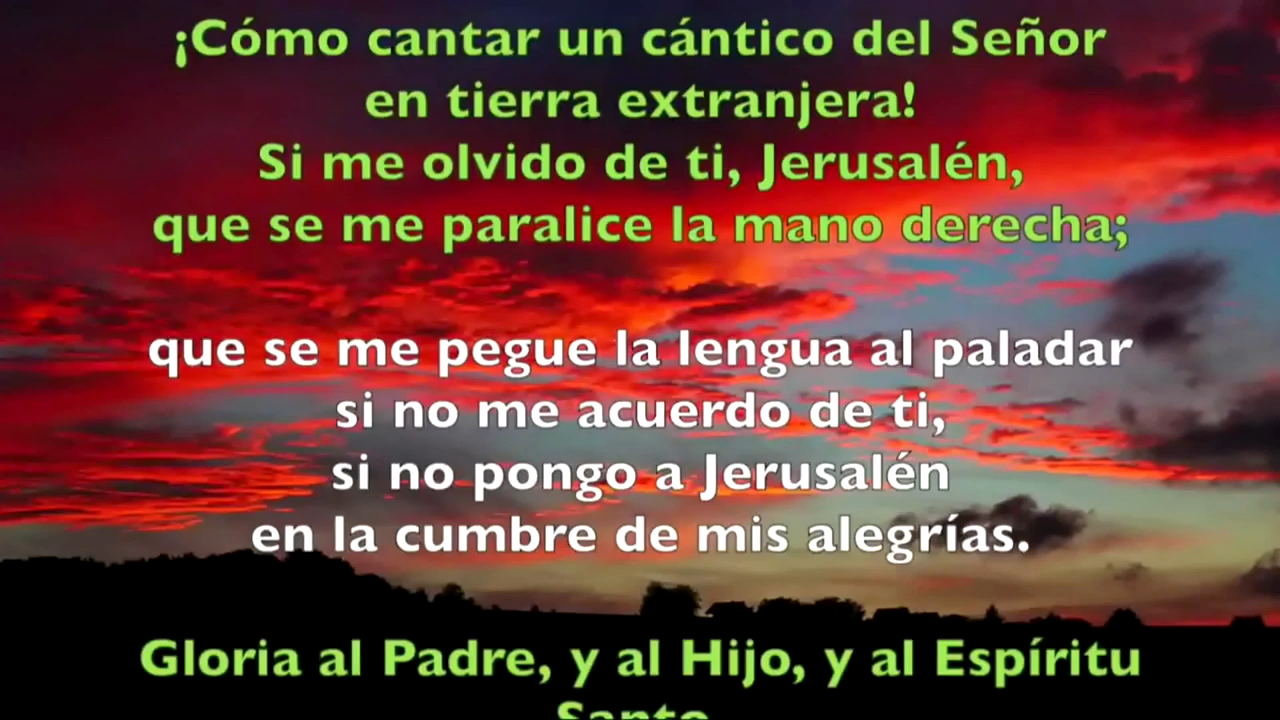 ¡Cómo cantar un cántico del Señor
en tierra extranjera!
Si me olvido de ti, Jerusalén,
que se me paralice la mano derecha;
que se me pegue la lengua al paladar
si no me acuerdo de ti,
si no pongo a Jerusalén
en la cumbre de mis alegrías.
Gloria al Padre, y al Hijo, y al Espíritu
Santo.